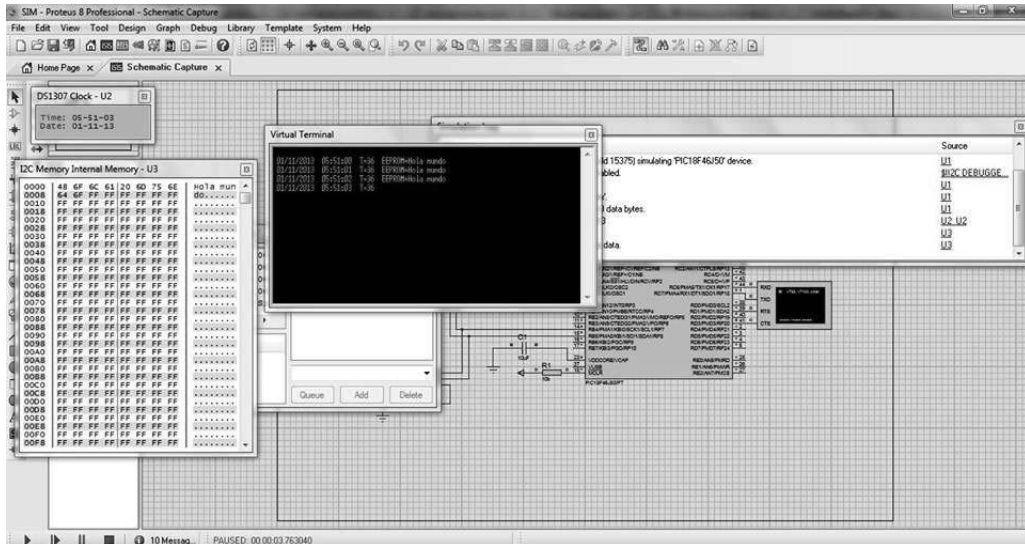 SIM - Proteus 8 Professional - Schematic Capture
File Edit View Tool Design Graph Debug Library Template System Help
Home Page Schematic Capture
DS1307 Clock - U2
Time: 05-51-03
Date: 01-11-13
Virtual Terminal
01/11/2013 05:51:00 T=36 EEPROM=Hola mundo
01/11/2013 05:51:01 T=36 EEPROM=Hola mundo
01/11/2013 05:51:02 T=36 EEPROM=Hola mundo
01/11/2013 05:51:03 T=36
Source
ld 15375) simulating 'PIC18F46J50' device. U1
abled. $II2C DEBUGGE...
U1
d data bytes. U1
U2_U2
U3
data. U3
I2C Memory Internal Memory - U3
0000 48 6F 6C 61 20 6D 75 6E Hola mun
0008 64 6F FF FF FF FF FF FF do......
0010 FF FF FF FF FF FF FF FF ........
0018 FF FF FF FF FF FF FF FF ........
0020 FF FF FF FF FF FF FF FF ........
0028 FF FF FF FF FF FF FF FF ........
0030 FF FF FF FF FF FF FF FF ........
0038 FF FF FF FF FF FF FF FF ........
0040 FF FF FF FF FF FF FF FF ........
0048 FF FF FF FF FF FF FF FF ........
0050 FF FF FF FF FF FF FF FF ........
0058 FF FF FF FF FF FF FF FF ........
0060 FF FF FF FF FF FF FF FF ........
0068 FF FF FF FF FF FF FF FF ........
0070 FF FF FF FF FF FF FF FF ........
0078 FF FF FF FF FF FF FF FF ........
0080 FF FF FF FF FF FF FF FF ........
0088 FF FF FF FF FF FF FF FF ........
0090 FF FF FF FF FF FF FF FF ........
0098 FF FF FF FF FF FF FF FF ........
00A0 FF FF FF FF FF FF FF FF ........
00A8 FF FF FF FF FF FF FF FF ........
00B0 FF FF FF FF FF FF FF FF ........
00B8 FF FF FF FF FF FF FF FF ........
00C0 FF FF FF FF FF FF FF FF ........
00C8 FF FF FF FF FF FF FF FF ........
00D0 FF FF FF FF FF FF FF FF ........
00D8 FF FF FF FF FF FF FF FF ........
00E0 FF FF FF FF FF FF FF FF ........
00E8 FF FF FF FF FF FF FF FF ........
00F0 FF FF FF FF FF FF FF FF ........
00F8 FF FF FF FF FF FF FF FF ........
RXD
TXD
RTS
CTS
C1
10uF
R1
10k
VDDCORE/VCAP
VUSB
MCLR
Queue Add Delete
10 Messag... PAUSED: 00:00:03.763040